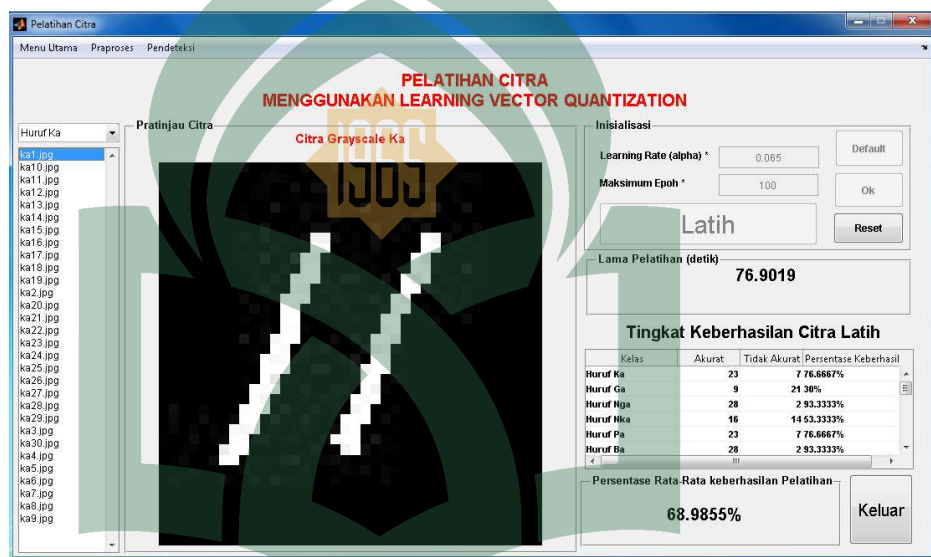 Pelatihan Citra
Menu Utama Praproses Pendeteksi
PELATIHAN CITRA
MENGGUNAKAN LEARNING VECTOR QUANTIZATION
Huruf Ka
ka1.jpg
ka10.jpg
ka11.jpg
ka12.jpg
ka13.jpg
ka14.jpg
ka15.jpg
ka16.jpg
ka17.jpg
ka18.jpg
ka19.jpg
ka2.jpg
ka20.jpg
ka21.jpg
ka22.jpg
ka23.jpg
ka24.jpg
ka25.jpg
ka26.jpg
ka27.jpg
ka28.jpg
ka29.jpg
ka3.jpg
ka30.jpg
ka4.jpg
ka5.jpg
ka6.jpg
ka7.jpg
ka8.jpg
ka9.jpg
Pratinjau Citra
Citra Grayscale Ka
1965
Inisialisasi
Learning Rate (alpha) * 0.065 Default
Maksimum Epoh * 100 Ok
Latih Reset
Lama Pelatihan (detik)
76.9019
Tingkat Keberhasilan Citra Latih
Kelas Akurat Tidak Akurat Persentase Keberhasil
Huruf Ka 23 7 76.6667%
Huruf Ga 9 21 30%
Huruf Nga 28 2 93.3333%
Huruf Nka 16 14 53.3333%
Huruf Pa 23 7 76.6667%
Huruf Ba 28 2 93.3333%
Persentase Rata-Rata keberhasilan Pelatihan
68.9855% Keluar